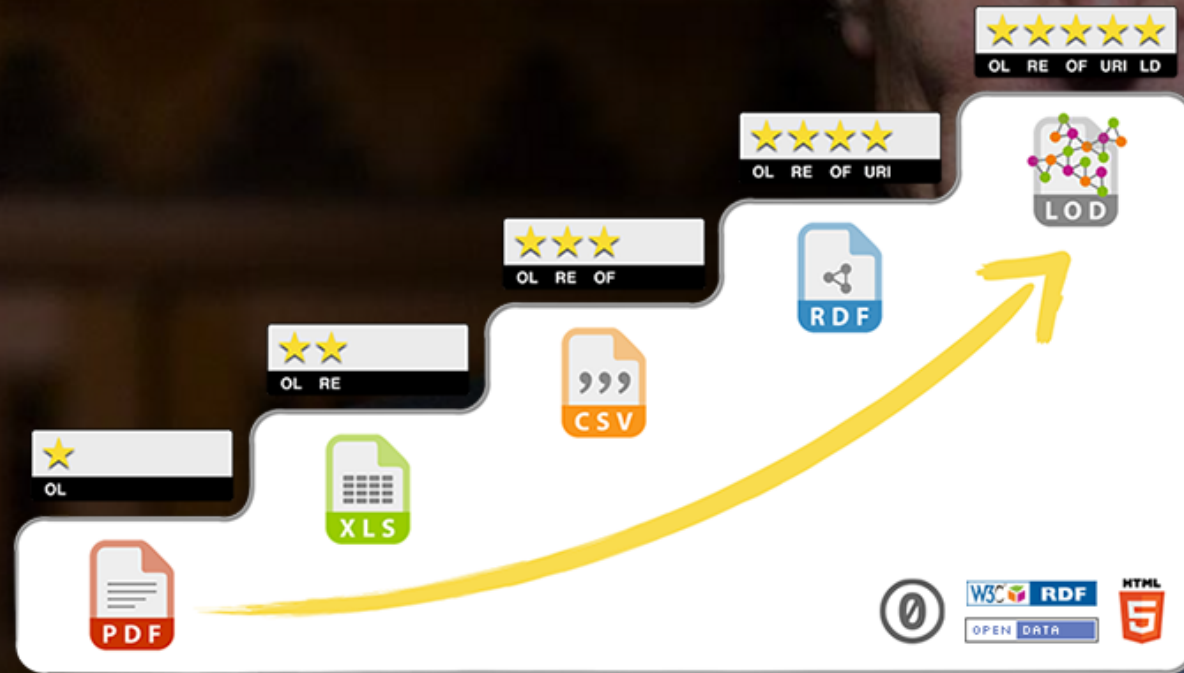 OL RE OF URI LD
LOD
OL RE OF URI
RDF
OL RE OF
CSV
OL RE
XLS
OL
PDF
0
W3C RDF
OPEN DATA
HTML
5